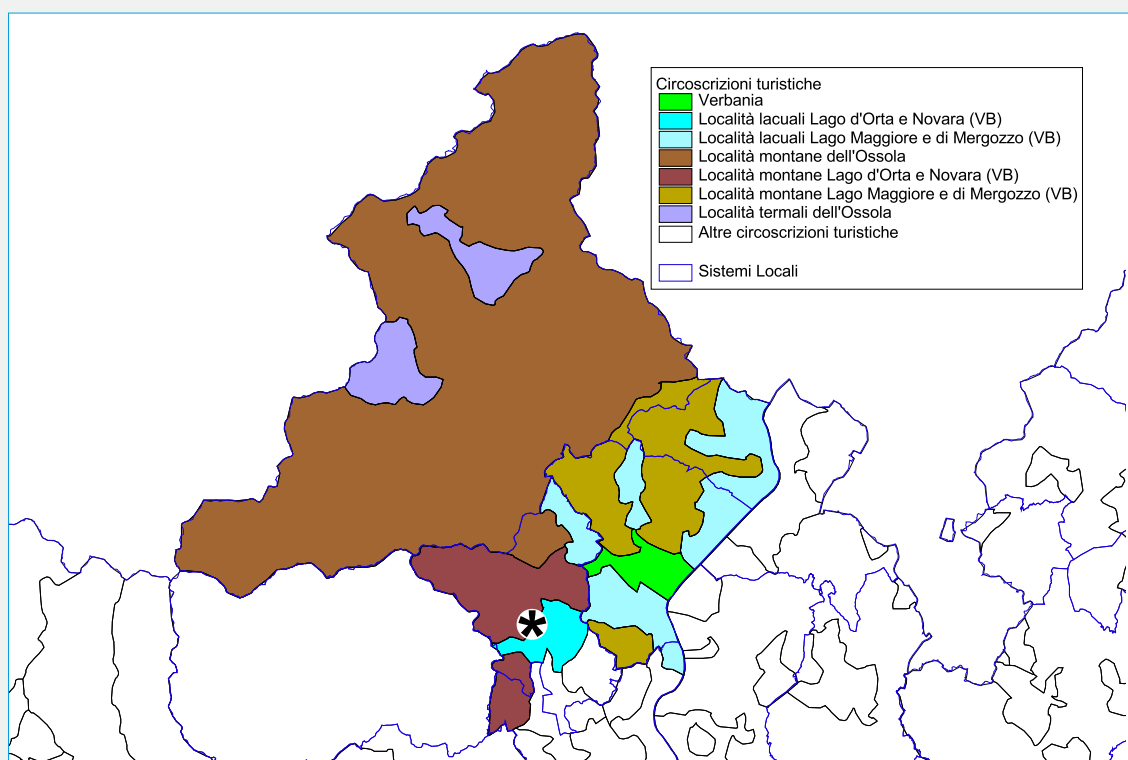 Circoscrizioni turistiche
Verbania
Località lacuali Lago d'Orta e Novara (VB)
Località lacuali Lago Maggiore e di Mergozzo (VB)
Località montane dell'Ossola
Località montane Lago d'Orta e Novara (VB)
Località montane Lago Maggiore e di Mergozzo (VB)
Località termali dell'Ossola
Altre circoscrizioni turistiche
Sistemi Locali
*